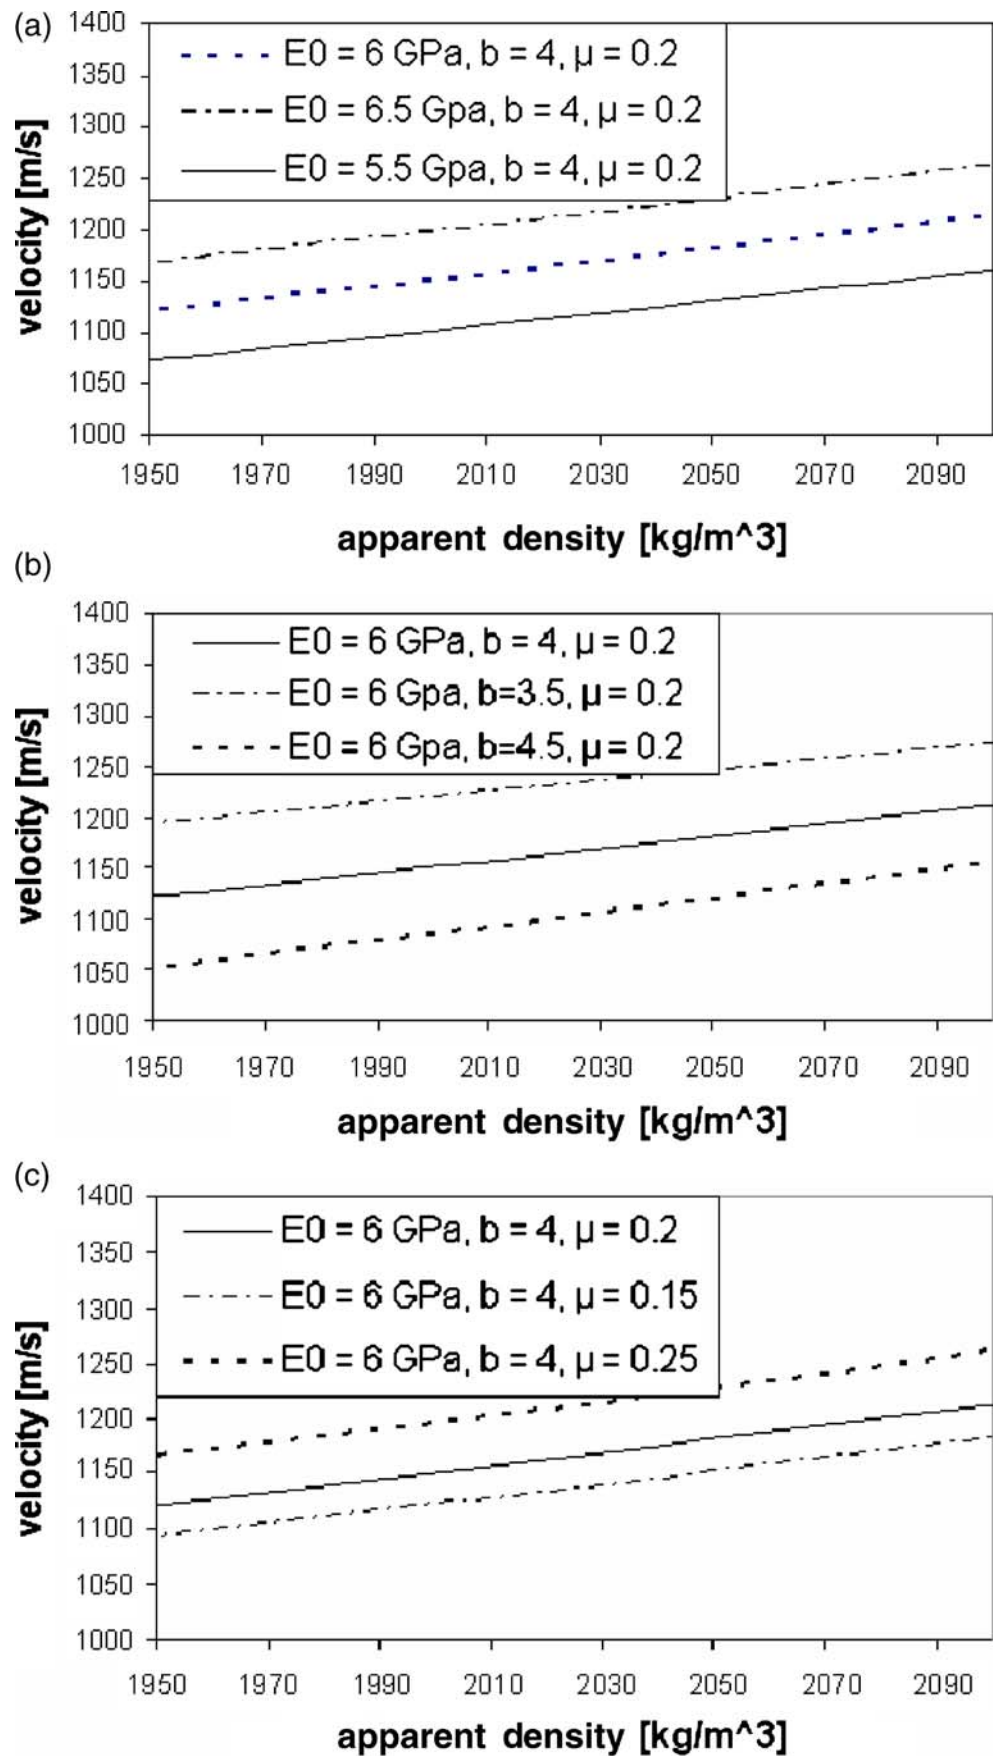 (a)
1400
1350
1300
1250
1200
1150
1100
1050
1000
velocity [m/s]
E0 = 6 GPa, b = 4, μ = 0.2
E0 = 6.5 Gpa, b = 4, μ = 0.2
E0 = 5.5 Gpa, b = 4, μ = 0.2
1950 1970 1990 2010 2030 2050 2070 2090
apparent density [kg/m^3]
(b)
1400
1350
1300
1250
1200
1150
1100
1050
1000
velocity [m/s]
E0 = 6 GPa, b = 4, μ = 0.2
E0 = 6 Gpa, b=3.5, μ = 0.2
E0 = 6 Gpa, b=4.5, μ = 0.2
1950 1970 1990 2010 2030 2050 2070 2090
apparent density [kg/m^3]
(c)
1400
1350
1300
1250
1200
1150
1100
1050
1000
velocity [m/s]
E0 = 6 GPa, b = 4, μ = 0.2
E0 = 6 GPa, b = 4, μ = 0.15
E0 = 6 GPa, b = 4, μ = 0.25
1950 1970 1990 2010 2030 2050 2070 2090
apparent density [kg/m^3]